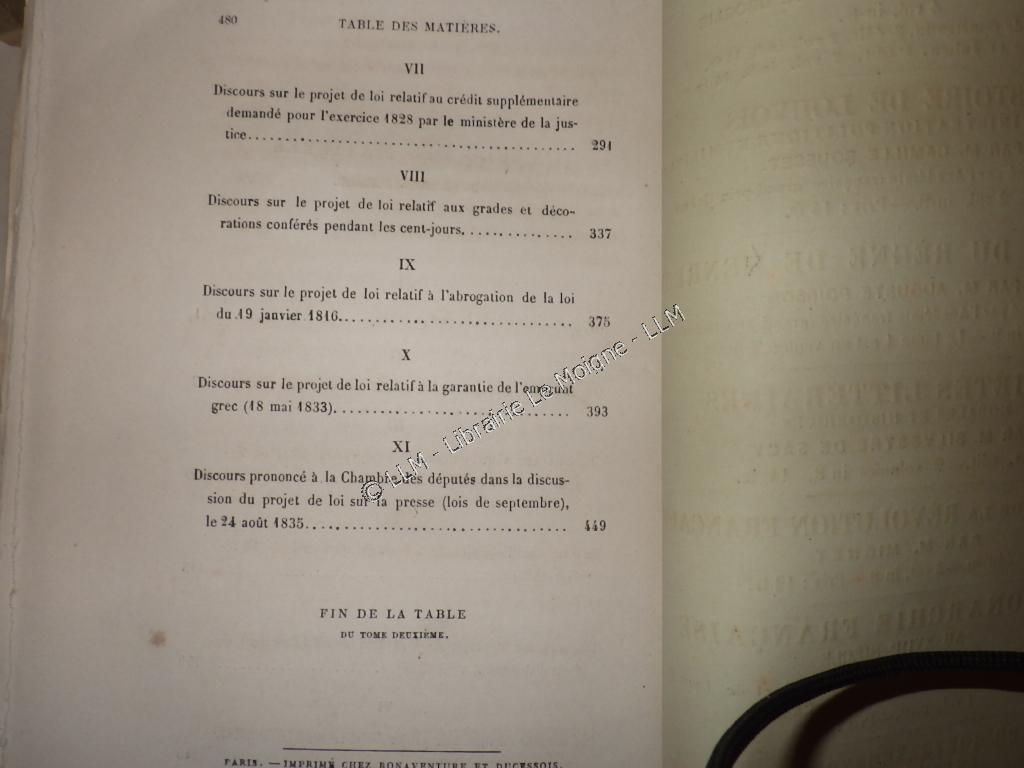 480
TABLE DES MATIÈRES.
VII
Discours sur le projet de loi relatif au crédit supplémentaire
demandé pour l'exercice 1828 par le ministère de la jus-
tice........................................ 291
VIII
Discours sur le projet de loi relatif aux grades et déco-
rations conférés pendant les cent-jours. ............. 337
IX
Discours sur le projet de loi relatif à l'abrogation de la loi
du 19 janvier 1816............................ 375
X
Discours sur le projet de loi relatif à la garantie de l'emprunt
grec (18 mai 1833)............................ 393
XI
Discours prononcé à la Chambre des députés dans la discus-
sion du projet de loi sur la presse (lois de septembre),
le 24 août 1835................................ 449
© LLM - Librairie Le Moigne - LLM
FIN DE LA TABLE
DU TOME DEUXIÈME.
PARIS. — IMPRIMÉ CHEZ BONAVENTURE ET DUCESSOIS.